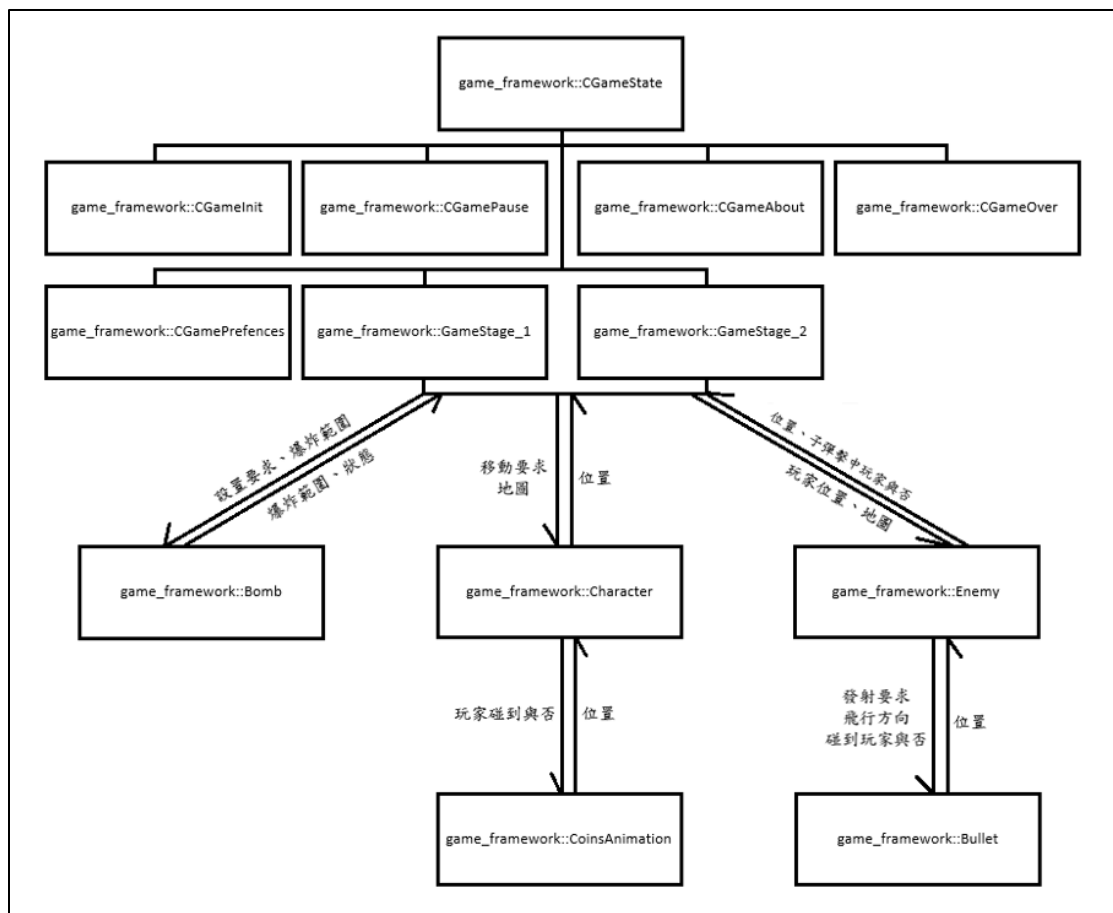 game_framework::CGameState
game_framework::CGameInit
game_framework::CGamePause
game_framework::CGameAbout
game_framework::CGameOver
game_framework::CGamePrefences
game_framework::GameStage_1
game_framework::GameStage_2
設置要求、爆炸範圍
爆炸範圍、狀態
移動要求
地圖
位置
位置、子彈擊中玩家與否
玩家位置、地圖
game_framework::Bomb
game_framework::Character
game_framework::Enemy
玩家碰到與否
位置
發射要求
飛行方向
碰到玩家與否
位置
game_framework::CoinsAnimation
game_framework::Bullet